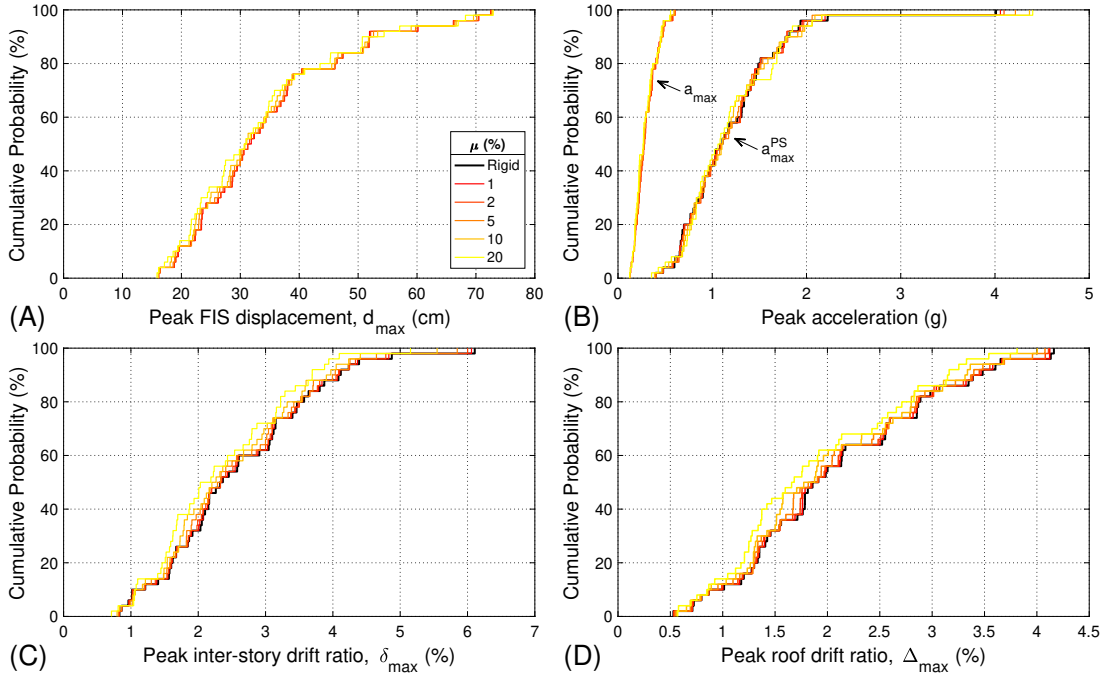 100
80
60
40
20
0
Cumulative Probability (%)
0 10 20 30 40 50 60 70 80
Peak FIS displacement, d_max (cm)
(A)
μ (%)
Rigid
1
2
5
10
20
100
80
60
40
20
0
Cumulative Probability (%)
a_max
a_max^PS
0 1 2 3 4 5
Peak acceleration (g)
(B)
100
80
60
40
20
0
Cumulative Probability (%)
0 1 2 3 4 5 6 7
Peak inter-story drift ratio, δ_max (%)
(C)
100
80
60
40
20
0
Cumulative Probability (%)
0 0.5 1 1.5 2 2.5 3 3.5 4 4.5
Peak roof drift ratio, Δ_max (%)
(D)